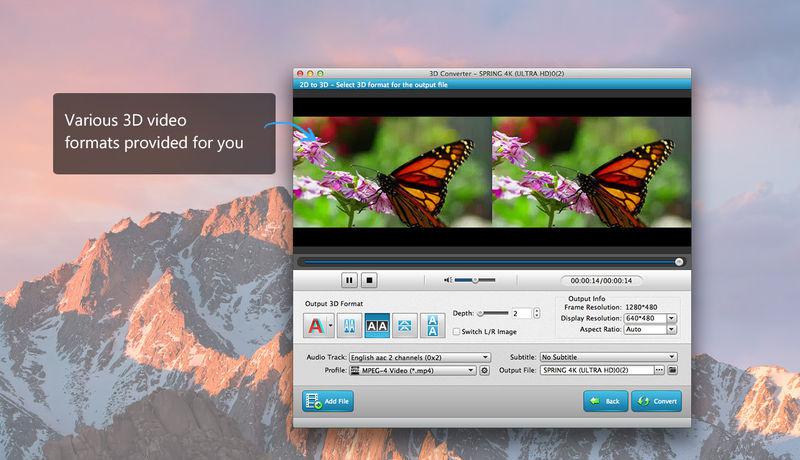 Various 3D video
formats provided for you
3D Converter - SPRING 4K (ULTRA HD)0(2)
2D to 3D - Select 3D format for the output file
00:00:14/00:00:14
Output 3D Format
A
AA
AA
AA
A
A
Depth: 2
Switch L/R Image
Output Info
Frame Resolution: 1280*480
Display Resolution: 640*480
Aspect Ratio: Auto
Audio Track: English aac 2 channels (0x2)
Subtitle: No Subtitle
Profile: MPEG-4 Video (*.mp4)
Output File: SPRING 4K (ULTRA HD)0(2) ...
Add File
Back
Convert